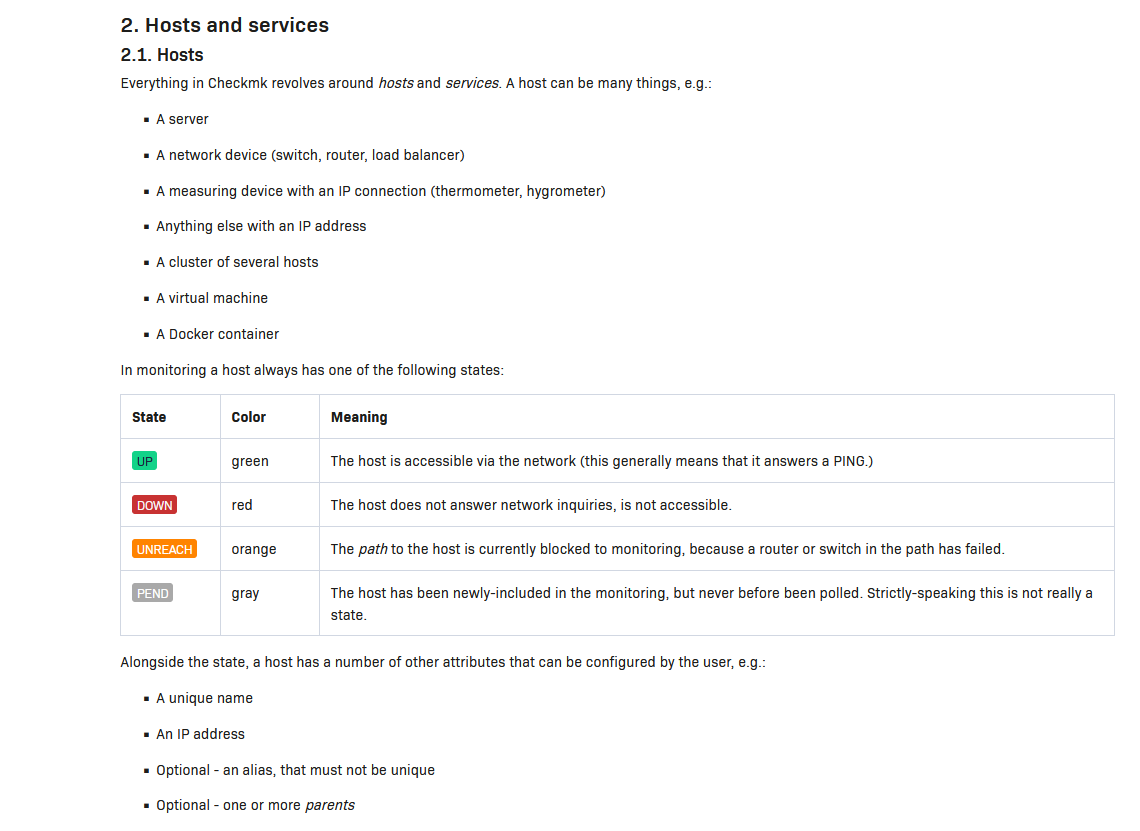 2. Hosts and services
2.1. Hosts
Everything in Checkmk revolves around hosts and services. A host can be many things, e.g.:
▪ A server
▪ A network device (switch, router, load balancer)
▪ A measuring device with an IP connection (thermometer, hygrometer)
▪ Anything else with an IP address
▪ A cluster of several hosts
▪ A virtual machine
▪ A Docker container
In monitoring a host always has one of the following states:
State Color Meaning
UP green The host is accessible via the network (this generally means that it answers a PING.)
DOWN red The host does not answer network inquiries, is not accessible.
UNREACH orange The path to the host is currently blocked to monitoring, because a router or switch in the path has failed.
PEND gray The host has been newly-included in the monitoring, but never before been polled. Strictly-speaking this is not really a
state.
Alongside the state, a host has a number of other attributes that can be configured by the user, e.g.:
▪ A unique name
▪ An IP address
▪ Optional - an alias, that must not be unique
▪ Optional - one or more parents